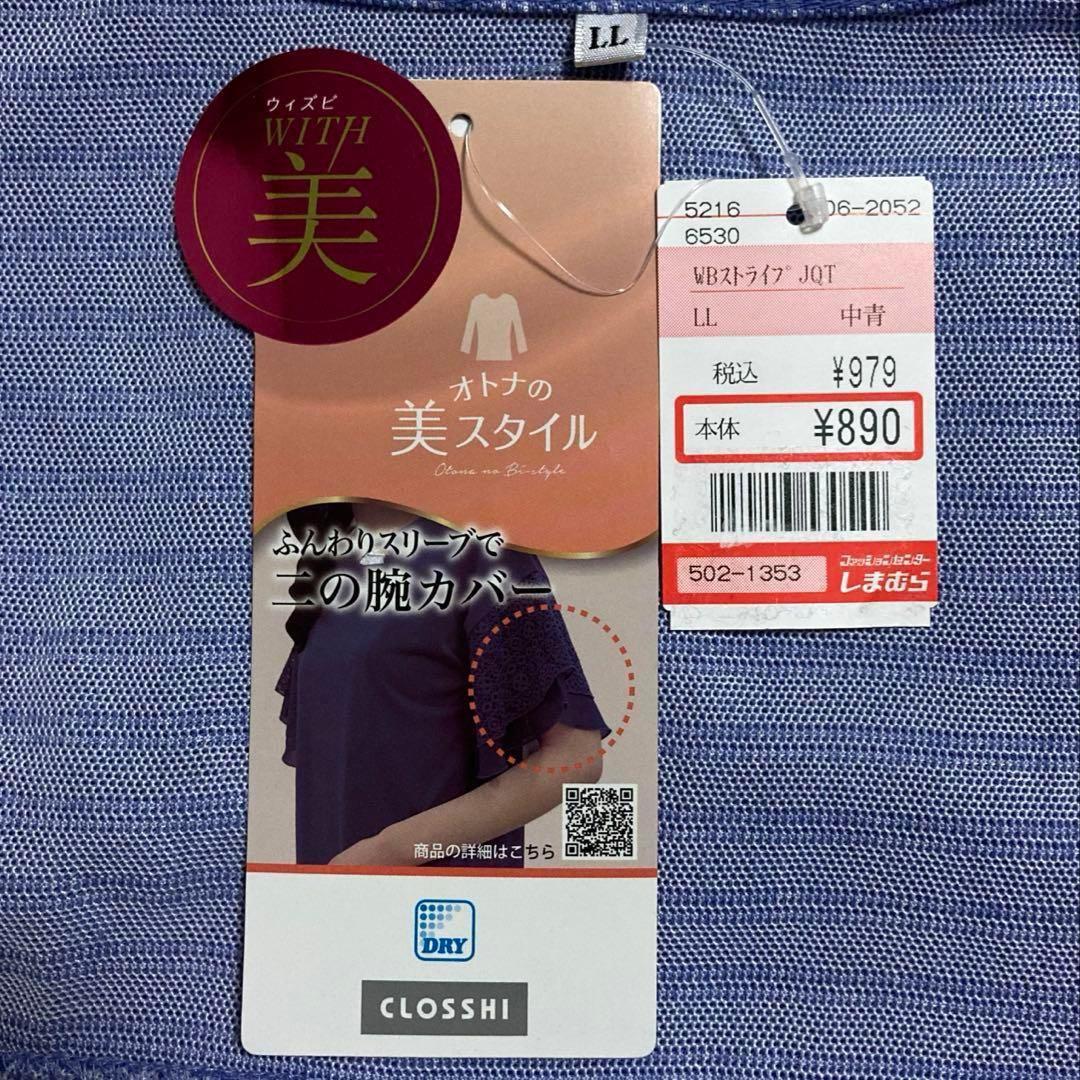 LL
ウィズビ
WITH
美
オトナの
美スタイル
Otona no Bi-style
ふんわりスリーブで
二の腕カバー
商品の詳細はこちら
DRY
CLOSSHI
5216 06-2052
6530
WBストライプJQT
LL 中青
税込 ¥979
本体 ¥890
502-1353
ファッションセンター
しまむら